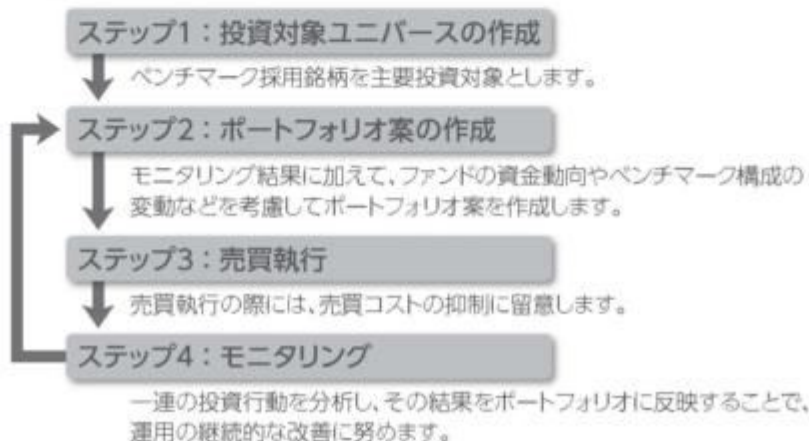 ステップ1：投資対象ユニバースの作成
ベンチマーク採用銘柄を主要投資対象とします。
ステップ2：ポートフォリオ案の作成
モニタリング結果に加えて、ファンドの資金動向やベンチマーク構成の
変動などを考慮してポートフォリオ案を作成します。
ステップ3：売買執行
売買執行の際には、売買コストの抑制に留意します。
ステップ4：モニタリング
一連の投資行動を分析し、その結果をポートフォリオに反映することで、
運用の継続的な改善に努めます。